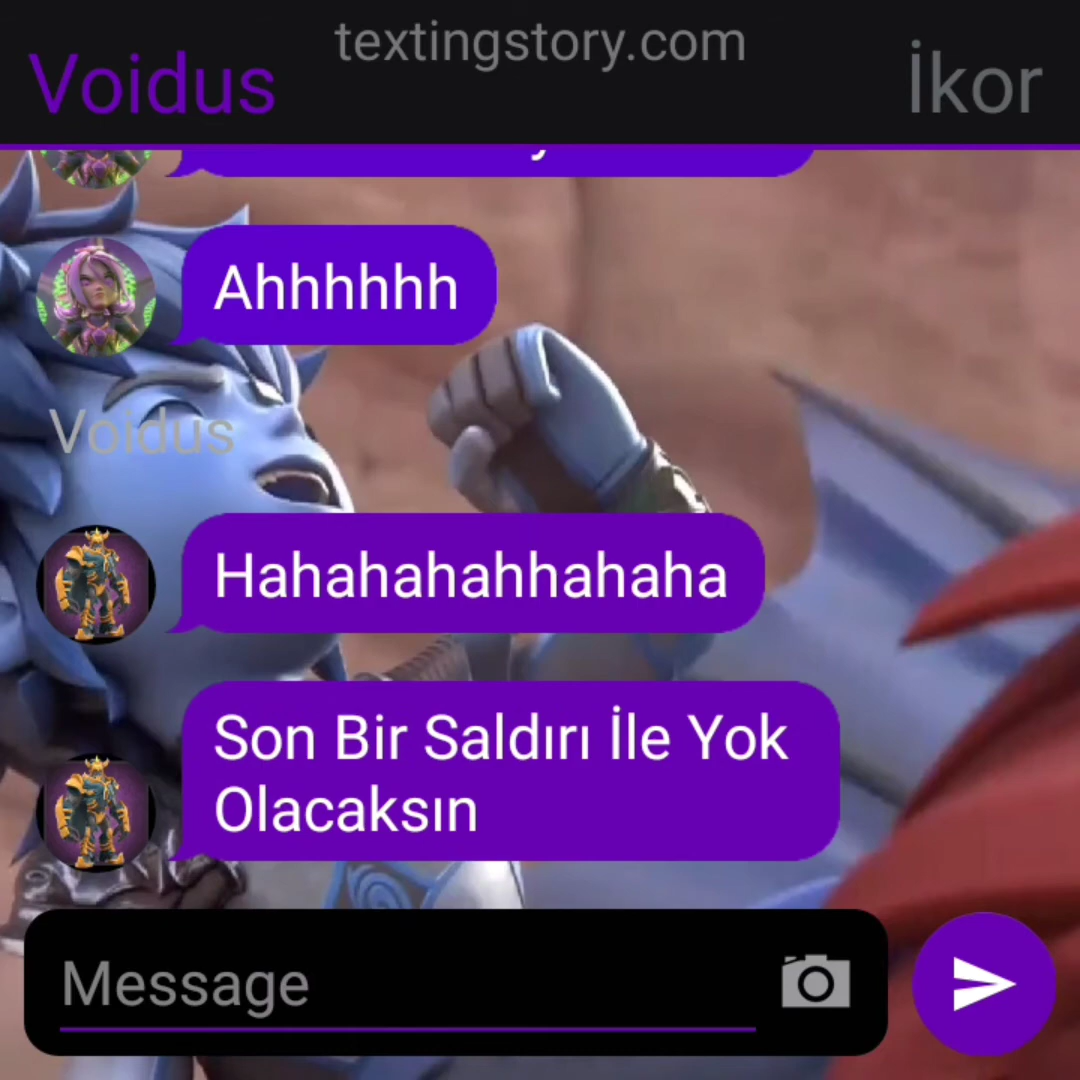 textingstory.com
Voidus
İkor
Ahhhhhh
Voidus
Hahahahahhahaha
Son Bir Saldırı İle Yok
Olacaksın
Message